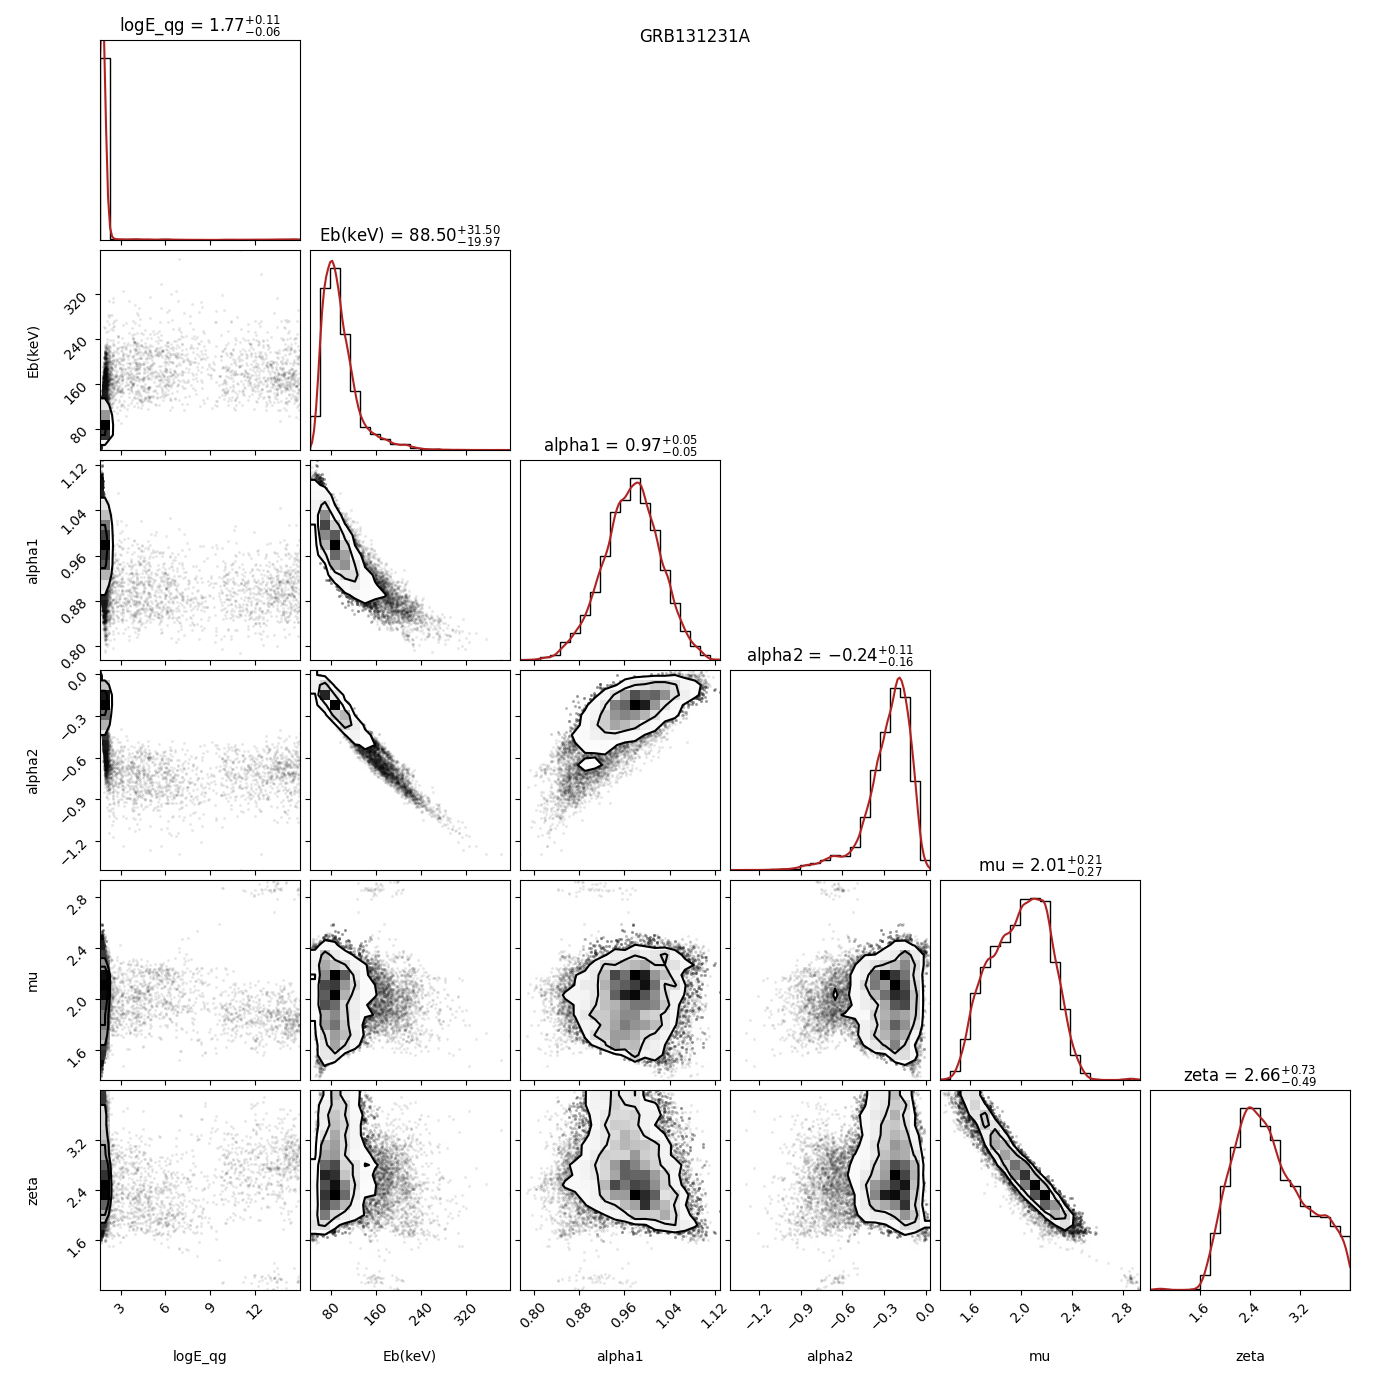 GRB131231A
logE_qg = 1.77+0.11 −0.06
Eb(keV) = 88.50+31.50 −19.97
320
240
160
80
Eb(keV)
alpha1 = 0.97+0.05 −0.05
1.12
1.04
0.96
0.88
0.80
alpha1
alpha2 = −0.24+0.11 −0.16
0.0
−0.3
−0.6
−0.9
−1.2
alpha2
mu = 2.01+0.21 −0.27
2.8
2.4
2.0
1.6
mu
zeta = 2.66+0.73 −0.49
3.2
2.4
1.6
zeta
3 6 9 12
80 160 240 320
0.80 0.88 0.96 1.04 1.12
−1.2 −0.9 −0.6 −0.3 0.0
1.6 2.0 2.4 2.8
1.6 2.4 3.2
logE_qg Eb(keV) alpha1 alpha2 mu zeta